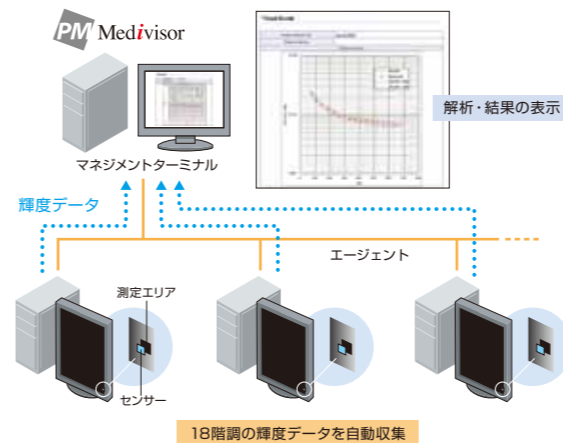 PM Medivisor
解析・結果の表示
マネジメントターミナル
輝度データ
エージェント
測定エリア
センサー
18階調の輝度データを自動収集